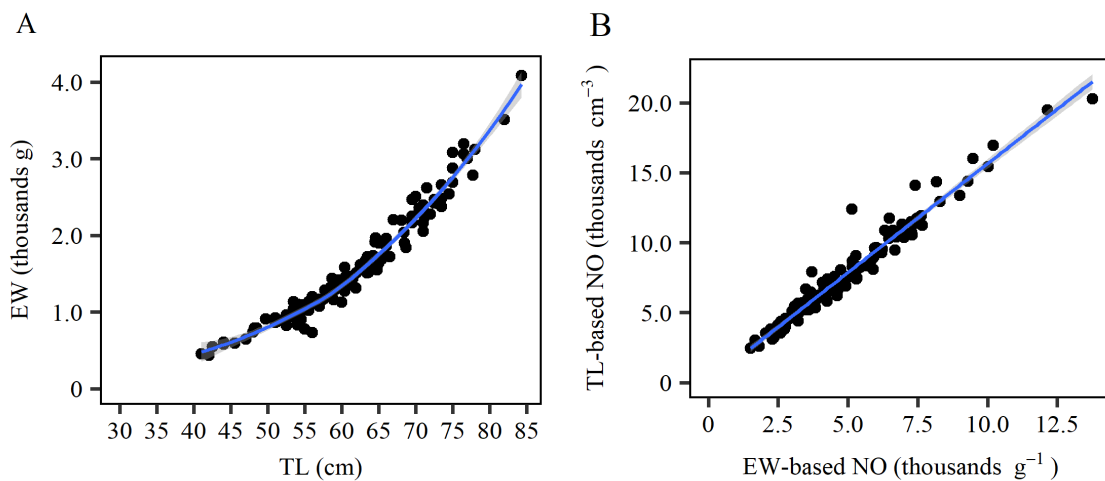 A
EW (thousands g)
4.0
3.0
2.0
1.0
0
30 35 40 45 50 55 60 65 70 75 80 85
TL (cm)
B
TL-based NO (thousands cm⁻³)
20.0
15.0
10.0
5.0
0
0 2.5 5.0 7.5 10.0 12.5
EW-based NO (thousands g⁻¹)